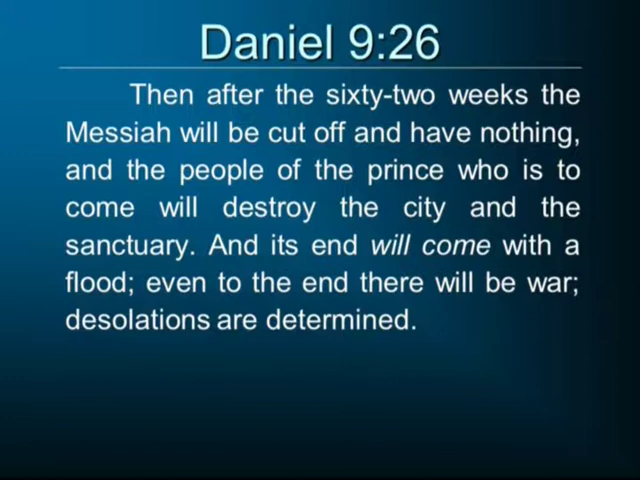 Daniel 9:26
Then after the sixty-two weeks the
Messiah will be cut off and have nothing,
and the people of the prince who is to
come will destroy the city and the
sanctuary. And its end will come with a
flood; even to the end there will be war;
desolations are determined.